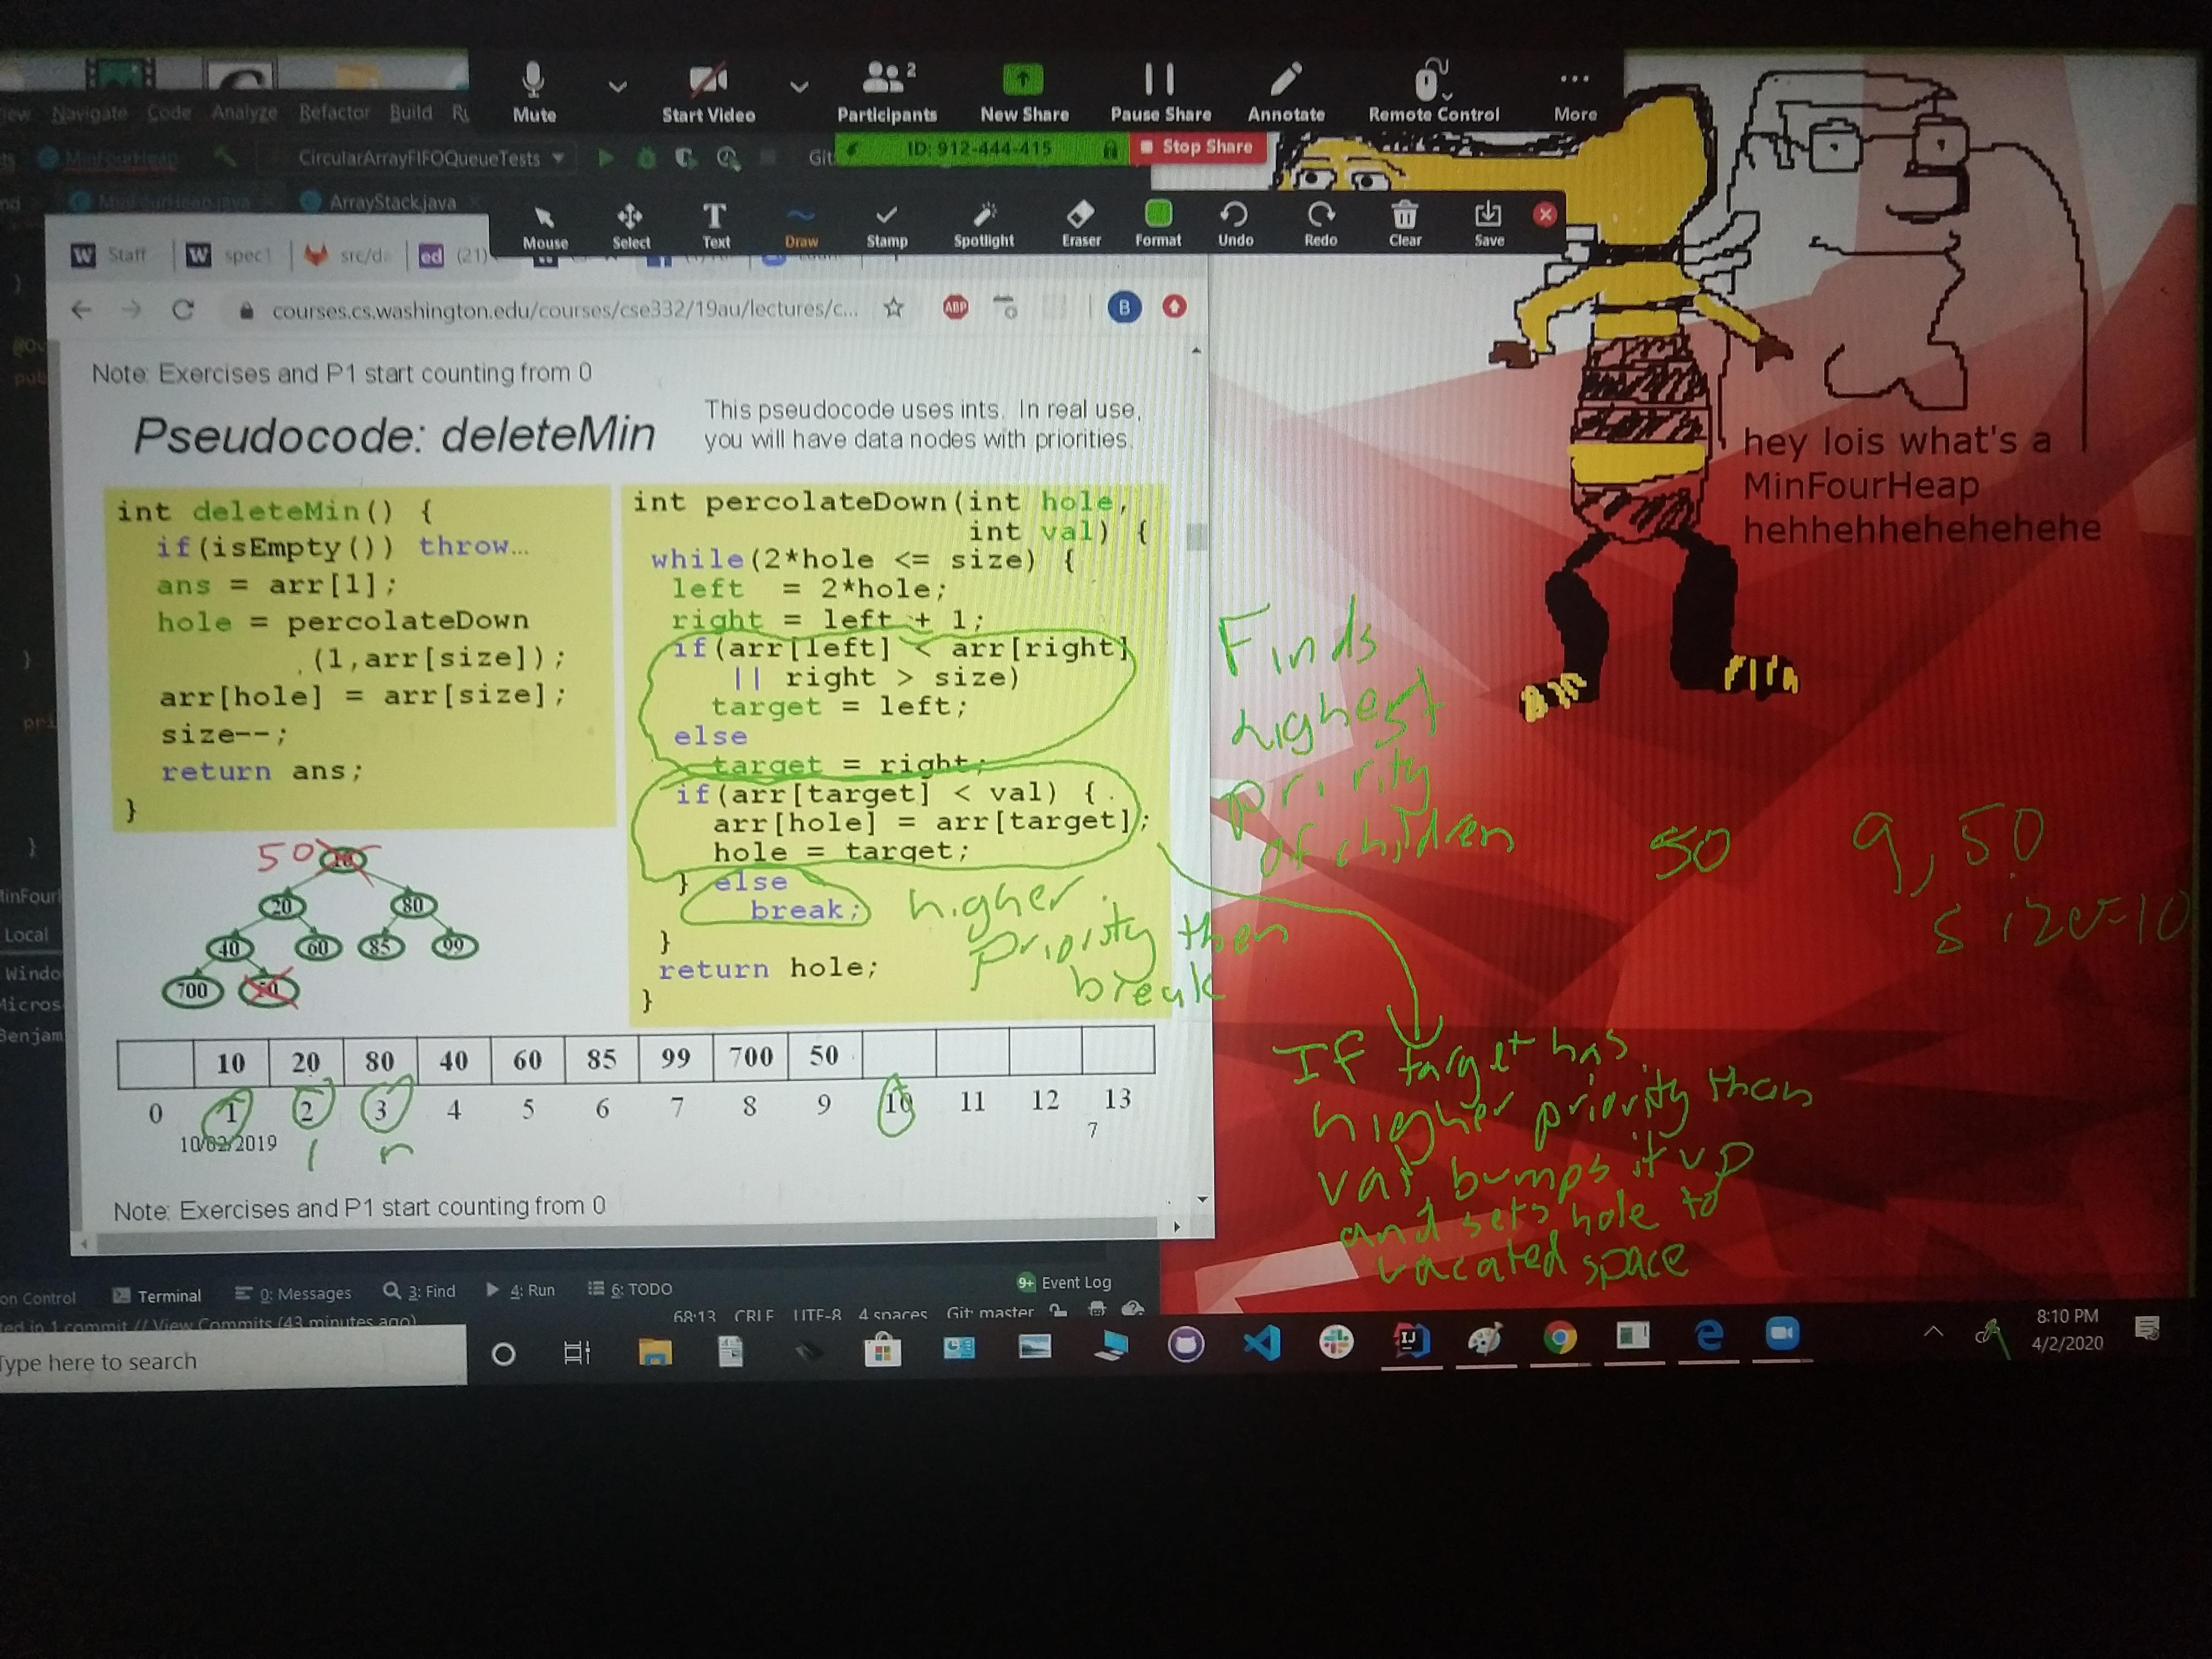 Mute
Start Video
2
Participants
New Share
Pause Share
Annotate
Remote Control
More
Navigate Code Analyze Refactor Build
MinFourHeap
CircularArrayFIFOQueueTests
Git:
ID: 912-444-415
Stop Share
MinFourHeap.java
ArrayStack.java
Mouse
Select
Text
Draw
Stamp
Spotlight
Eraser
Format
Undo
Redo
Clear
Save
W Staff
W spec1
src/d
ed (21)
courses.cs.washington.edu/courses/cse332/19au/lectures/c...
ABP
B
Note: Exercises and P1 start counting from 0
Pseudocode: deleteMin
This pseudocode uses ints. In real use,
you will have data nodes with priorities.
int deleteMin() {
if(isEmpty()) throw…
ans = arr[1];
hole = percolateDown
(1,arr[size]);
arr[hole] = arr[size];
size--;
return ans;
}
int percolateDown(int hole,
int val) {
while(2*hole <= size) {
left = 2*hole;
right = left + 1;
if(arr[left] < arr[right]
|| right > size)
target = left;
else
target = right;
if(arr[target] < val) {
arr[hole] = arr[target];
hole = target;
} else
break;
}
return hole;
}
hey lois what's a
MinFourHeap
hehhehhehehehehe
Finds
highest
priority
of children
50
9, 50
size=10
higher
priority then
break
If target has
higher priority than
val bumps it up
and sets hole to
vacated space
50
20 80
40 60 85 99
700
10 20 80 40 60 85 99 700 50
0 1 2 3 4 5 6 7 8 9 10 11 12 13
l r
10/02/2019
7
Note: Exercises and P1 start counting from 0
Local
Terminal
0: Messages
3: Find
4: Run
6: TODO
9+ Event Log
1 commit // View Commits (43 minutes ago)
68:13 CRLF UTF-8 4 spaces Git: master
Type here to search
IJ
8:10 PM
4/2/2020